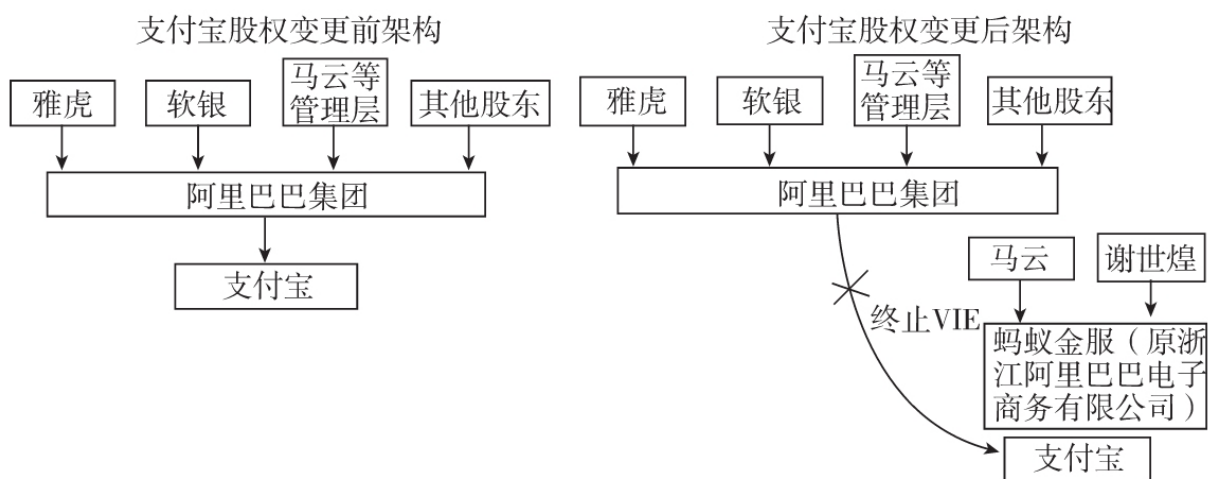 支付宝股权变更前架构
雅虎
软银
马云等
管理层
其他股东
阿里巴巴集团
支付宝
支付宝股权变更后架构
雅虎
软银
马云等
管理层
其他股东
阿里巴巴集团
马云
谢世煌
终止VIE
蚂蚁金服（原浙
江阿里巴巴电子
商务有限公司）
支付宝